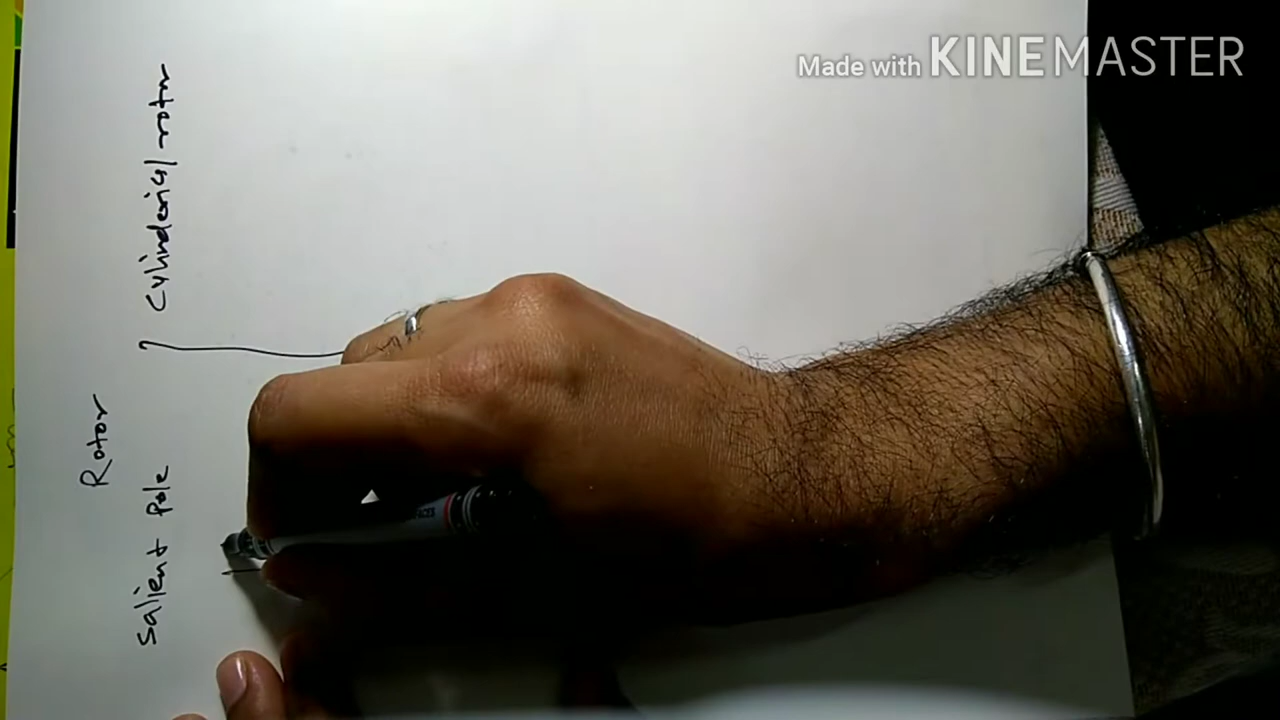 Made with KINEMASTER
Rotor
Salient pole
Cylinderical rotor